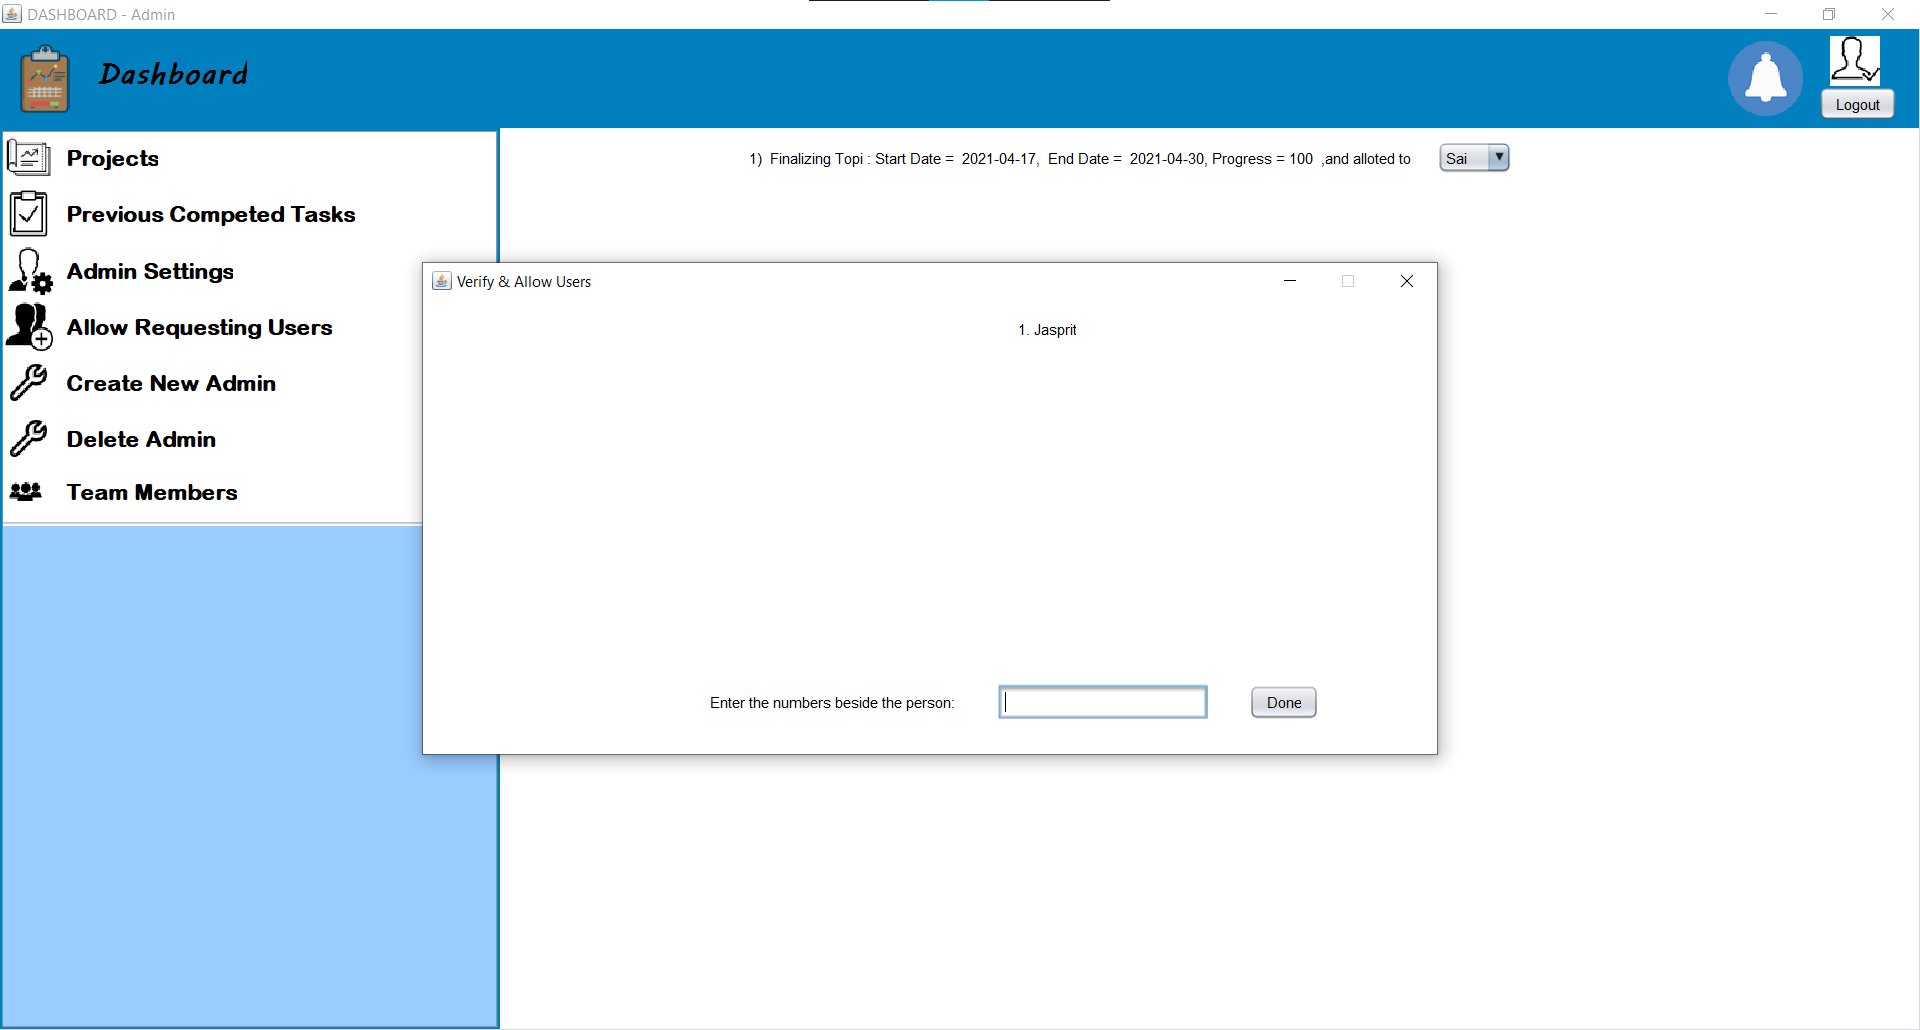 DASHBOARD - Admin
Dashboard
Logout
Projects
Previous Competed Tasks
Admin Settings
Allow Requesting Users
Create New Admin
Delete Admin
Team Members
1) Finalizing Topi : Start Date = 2021-04-17, End Date = 2021-04-30, Progress = 100 ,and alloted to Sai
Verify & Allow Users
1. Jasprit
Enter the numbers beside the person:
Done